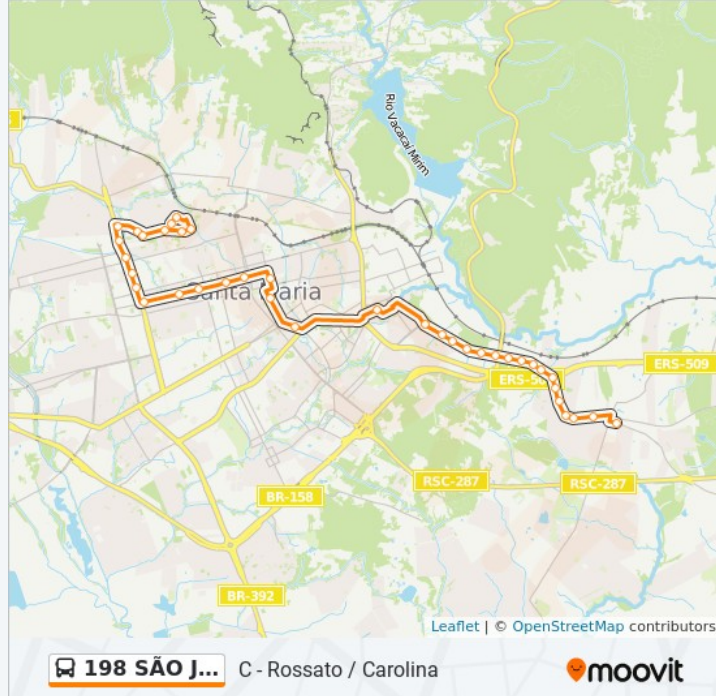 Rio Vacacaí Mirim
Santa Maria
ERS-509
ERS-50
RSC-287
RSC-287
BR-158
BR-392
Leaflet | © OpenStreetMap contributors
198 SÃO J... C - Rossato / Carolina moovit